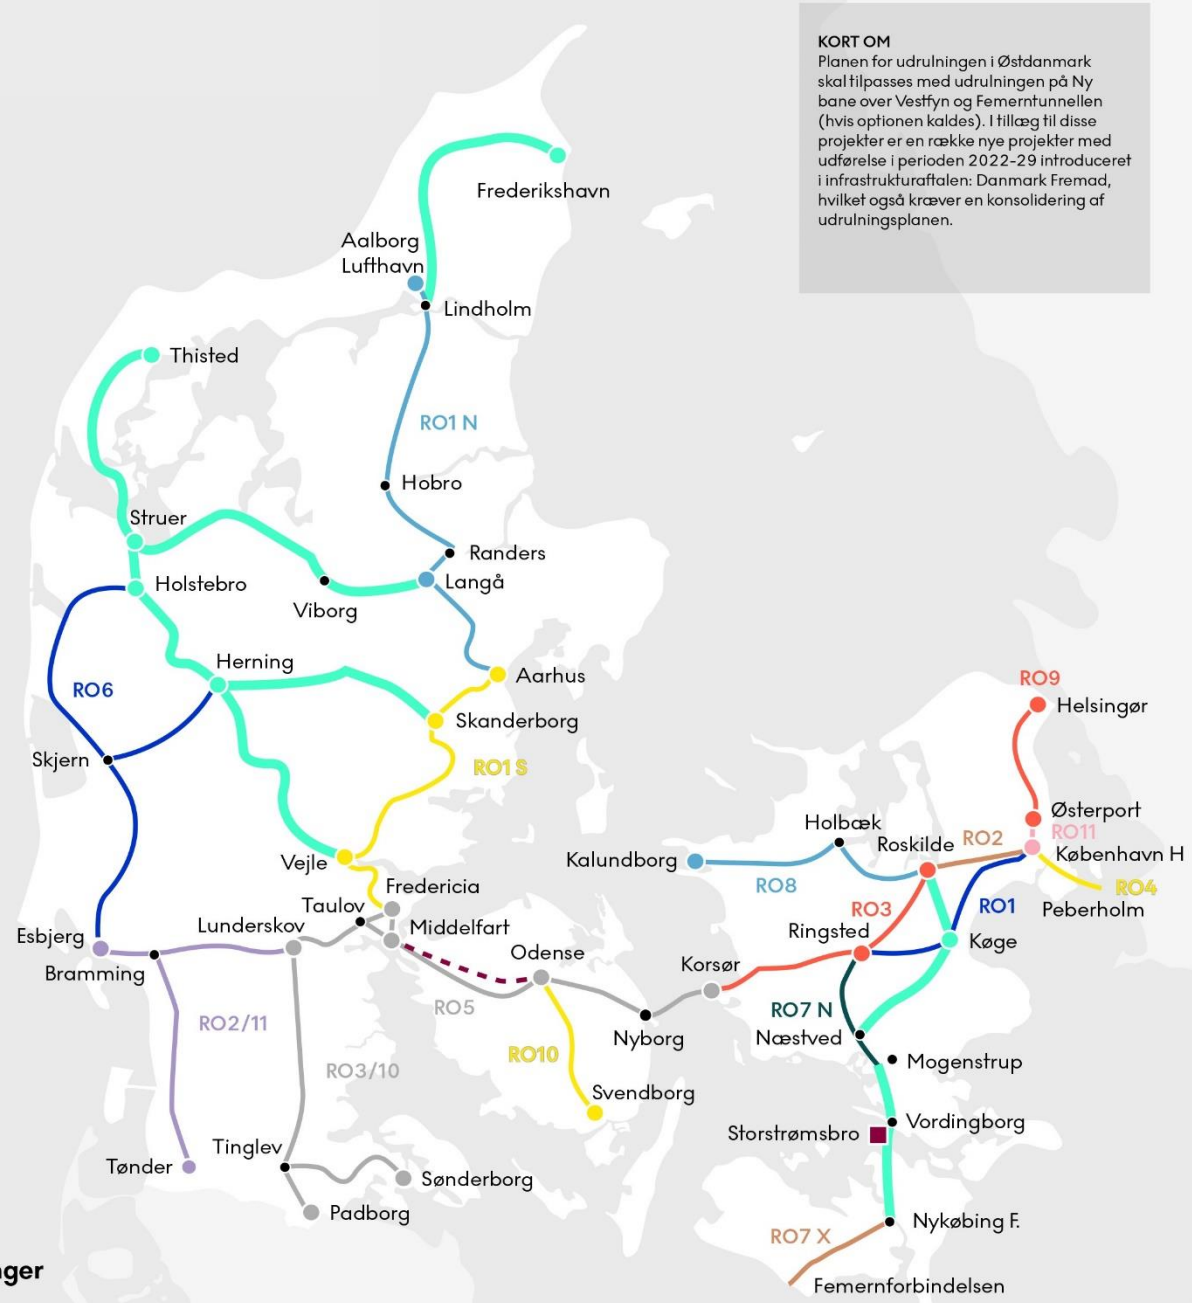 KORT OM
Planen for udrulningen i Østdanmark
skal tilpasses med udrulningen på Ny
bane over Vestfyn og Femerntunnellen
(hvis optionen kaldes). I tillæg til disse
projekter er en række nye projekter med
udførelse i perioden 2022-29 introduceret
i infrastrukturaftalen: Danmark Fremad,
hvilket også kræver en konsolidering af
udrulningsplanen.
Frederikshavn
Aalborg
Lufthavn
Lindholm
Thisted
RO1 N
Hobro
Struer
Randers
Holstebro
Langå
Viborg
Herning
Aarhus
RO6
RO9
Helsingør
Skanderborg
Skjern
RO1 S
Østerport
Holbæk
RO11
Roskilde
RO2
København H
Vejle
Kalundborg
RO8
Fredericia
RO4
Taulov
RO3
RO1
Peberholm
Middelfart
Lunderskov
Ringsted
Esbjerg
Køge
Odense
Bramming
Korsør
RO5
RO7 N
RO2/11
Nyborg
Næstved
RO10
Mogenstrup
RO3/10
Svendborg
Vordingborg
Storstrømsbro
Tinglev
Tønder
Sønderborg
Padborg
Nykøbing F.
RO7 X
Femernforbindelsen